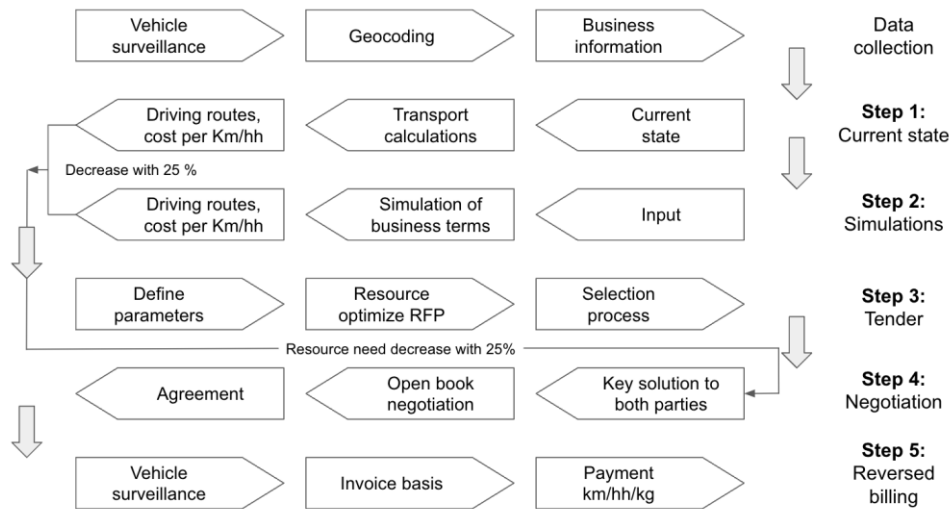 Vehicle
surveillance
Geocoding
Business
information
Data
collection
Driving routes,
cost per Km/hh
Transport
calculations
Current
state
Step 1:
Current state
Decrease with 25 %
Driving routes,
cost per Km/hh
Simulation of
business terms
Input
Step 2:
Simulations
Define
parameters
Resource
optimize RFP
Selection
process
Step 3:
Tender
Resource need decrease with 25%
Agreement
Open book
negotiation
Key solution to
both parties
Step 4:
Negotiation
Vehicle
surveillance
Invoice basis
Payment
km/hh/kg
Step 5:
Reversed
billing